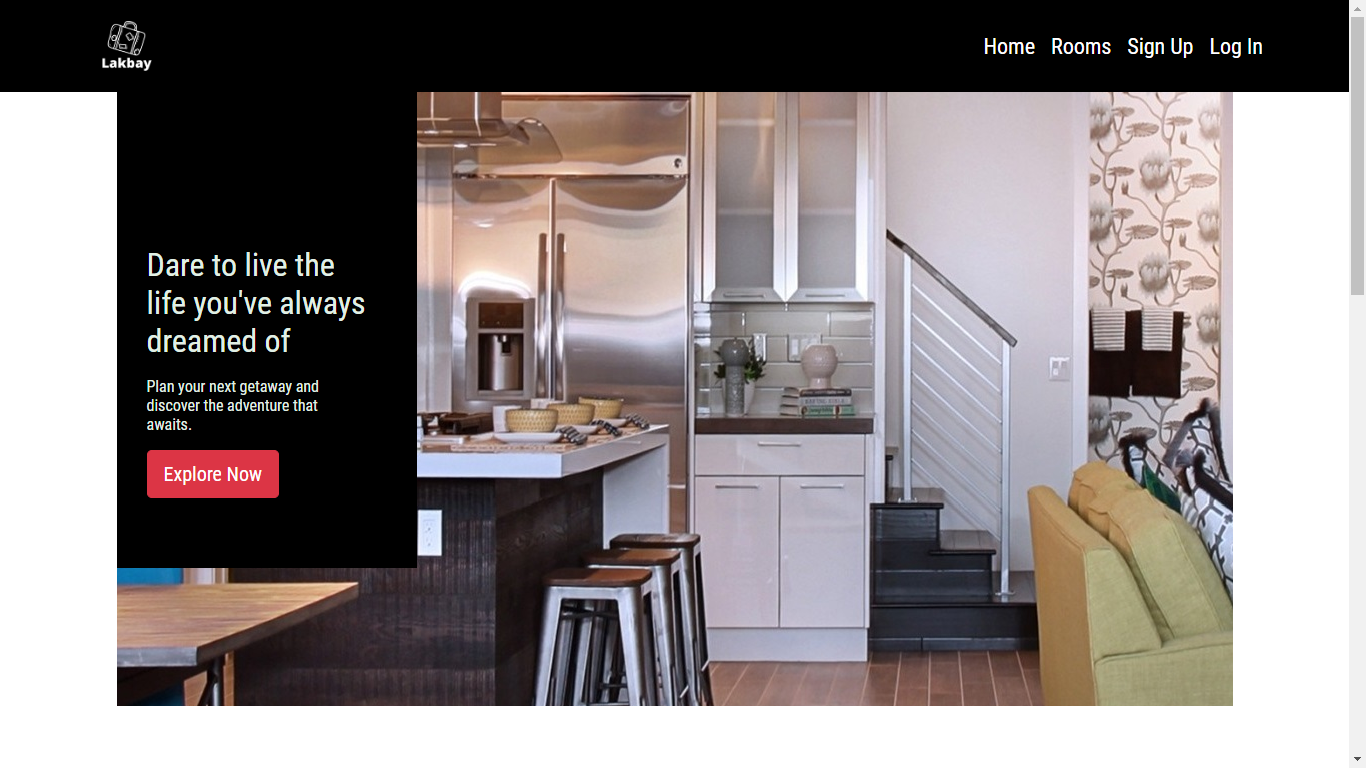 Lakbay
Home Rooms Sign Up Log In
Dare to live the
life you've always
dreamed of
Plan your next getaway and
discover the adventure that
awaits.
Explore Now